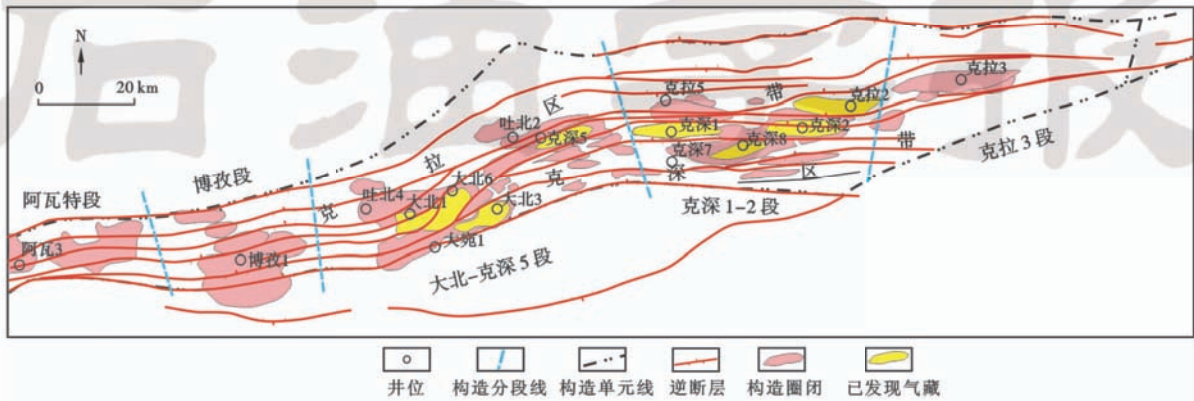 石油學報
N
0 20 km
阿瓦特段
博孜段
克拉区带
克深区带
克拉3段
克深1-2段
大北-克深5段
克拉3
克拉5
克拉2
吐北2
克深5
克深1
克深2
克深8
克深7
大北6
吐北4
大北1
大北3
大宛1
阿瓦3
博孜1
井位 构造分段线 构造单元线 逆断层 构造圈闭 已发现气藏